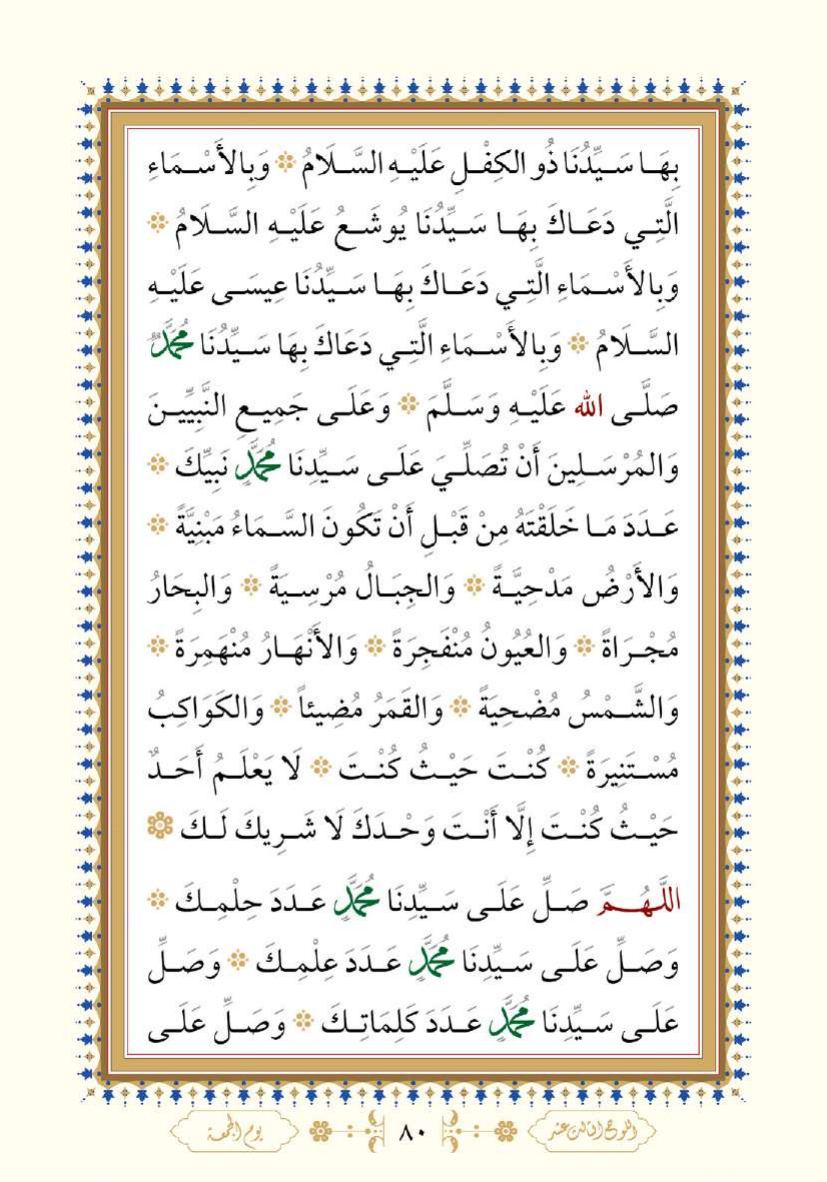 بِهَا سَيِّدُنَا ذُو الكِفْلِ عَلَيْهِ السَّلَامُ ۞ وَبِالأَسْمَاءِ
الَّتِي دَعَاكَ بِهَا سَيِّدُنَا يُوشَعُ عَلَيْهِ السَّلَامُ ۞
وَبِالأَسْمَاءِ الَّتِي دَعَاكَ بِهَا سَيِّدُنَا عِيسَى عَلَيْهِ
السَّلَامُ ۞ وَبِالأَسْمَاءِ الَّتِي دَعَاكَ بِهَا سَيِّدُنَا مُحَمَّدٌ
صَلَّى الله عَلَيْهِ وَسَلَّمَ ۞ وَعَلَى جَمِيعِ النَّبِيِّينَ
وَالمُرْسَلِينَ أَنْ تُصَلِّيَ عَلَى سَيِّدِنَا مُحَمَّدٍ نَبِيِّكَ ۞
عَدَدَ مَا خَلَقْتَهُ مِنْ قَبْلِ أَنْ تَكُونَ السَّمَاءُ مَبْنِيَّةً ۞
وَالأَرْضُ مَدْحِيَّةً ۞ وَالجِبَالُ مُرْسِيَةً ۞ وَالبِحَارُ
مُجْرَاةً ۞ وَالعُيُونُ مُنْفَجِرَةً ۞ وَالأَنْهَارُ مُنْهَمِرَةً ۞
وَالشَّمْسُ مُضْحِيَةً ۞ وَالقَمَرُ مُضِيئاً ۞ وَالكَوَاكِبُ
مُسْتَنِيرَةً ۞ كُنْتَ حَيْثُ كُنْتَ ۞ لَا يَعْلَمُ أَحَدٌ
حَيْثُ كُنْتَ إِلَّا أَنْتَ وَحْدَكَ لَا شَرِيكَ لَكَ ۞
اللَّهُمَّ صَلِّ عَلَى سَيِّدِنَا مُحَمَّدٍ عَدَدَ حِلْمِكَ ۞
وَصَلِّ عَلَى سَيِّدِنَا مُحَمَّدٍ عَدَدَ عِلْمِكَ ۞ وَصَلِّ
عَلَى سَيِّدِنَا مُحَمَّدٍ عَدَدَ كَلِمَاتِكَ ۞ وَصَلِّ عَلَى
اللوح الثالث عشر ٨٠ يوم الجمعة